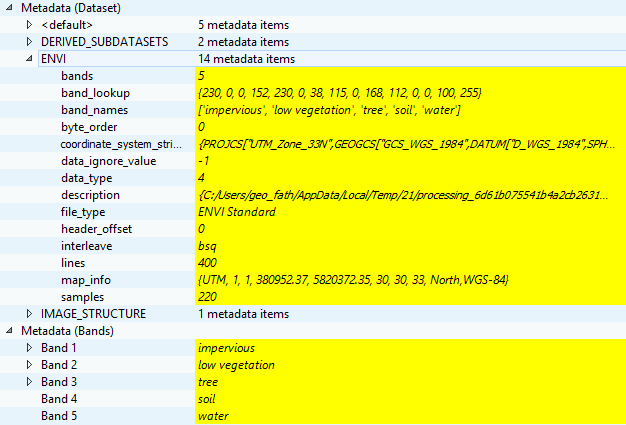 Metadata (Dataset)
<default> 5 metadata items
DERIVED_SUBDATASETS 2 metadata items
ENVI 14 metadata items
bands 5
band_lookup {230, 0, 0, 152, 230, 0, 38, 115, 0, 168, 112, 0, 0, 100, 255}
band_names ['impervious', 'low vegetation', 'tree', 'soil', 'water']
byte_order 0
coordinate_system_stri... {PROJCS["UTM_Zone_33N",GEOGCS["GCS_WGS_1984",DATUM["D_WGS_1984",SPH...
data_ignore_value -1
data_type 4
description {C:/Users/geo_fath/AppData/Local/Temp/21/processing_6d61b075541b4a2cb2631...
file_type ENVI Standard
header_offset 0
interleave bsq
lines 400
map_info {UTM, 1, 1, 380952.37, 5820372.35, 30, 30, 33, North,WGS-84}
samples 220
IMAGE_STRUCTURE 1 metadata items
Metadata (Bands)
Band 1 impervious
Band 2 low vegetation
Band 3 tree
Band 4 soil
Band 5 water